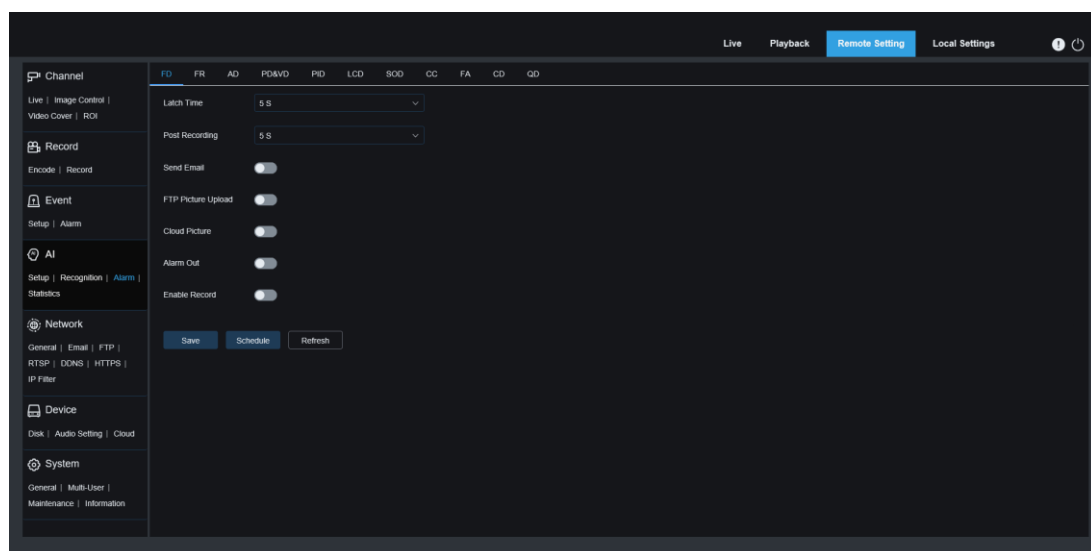 Live Playback Remote Setting Local Settings
Channel
Live | Image Control |
Video Cover | ROI
Record
Encode | Record
Event
Setup | Alarm
AI
Setup | Recognition | Alarm |
Statistics
Network
General | Email | FTP |
RTSP | DDNS | HTTPS |
IP Filter
Device
Disk | Audio Setting | Cloud
System
General | Multi-User |
Maintenance | Information
FD FR AD PD&VD PID LCD SOD CC FA CD QD
Latch Time 5 S
Post Recording 5 S
Send Email
FTP Picture Upload
Cloud Picture
Alarm Out
Enable Record
Save Schedule Refresh